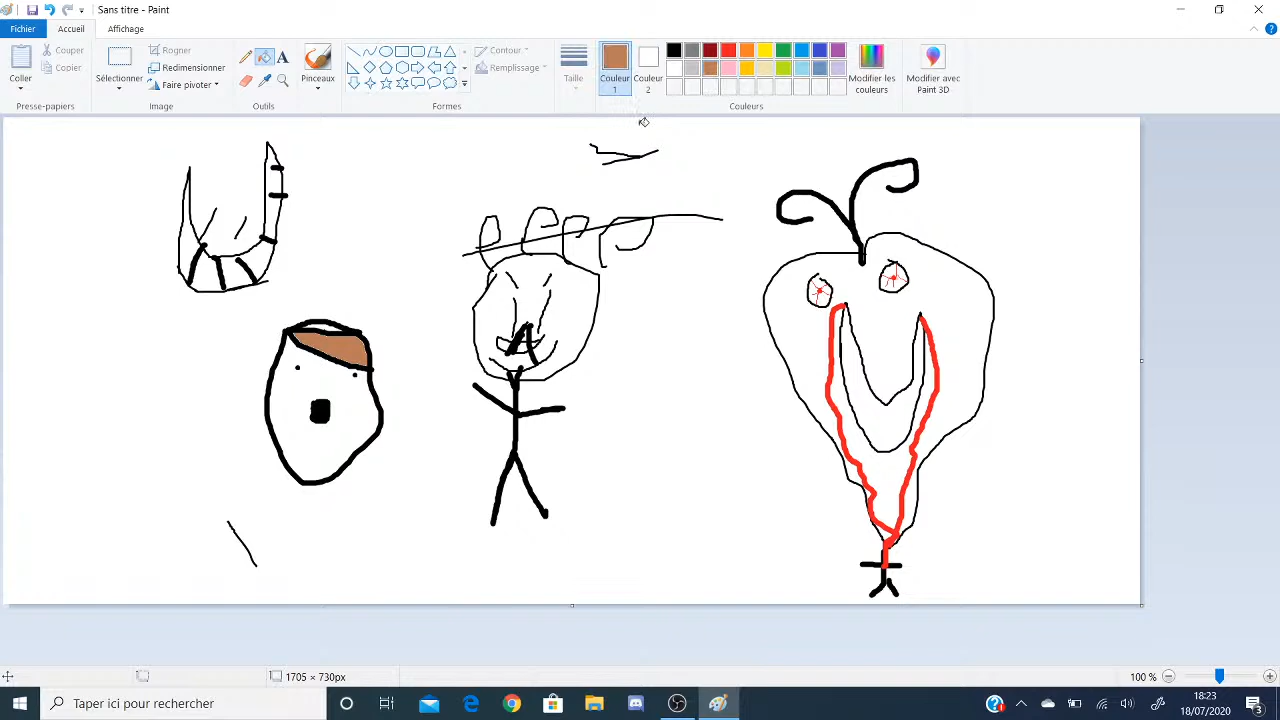 Sans titre - Paint
Fichier Accueil Affichage
Coller
Couper
Copier
Presse-papiers
Sélectionner
Rogner
Redimensionner
Faire pivoter
Image
A
Outils
Pinceaux
Contour
Remplissage
Formes
Taille
Couleur 1
Couleur 2
Couleurs
Modifier les couleurs
Modifier avec Paint 3D
1705 × 730px
100 %
Taper ici pour rechercher
18:23
18/07/2020